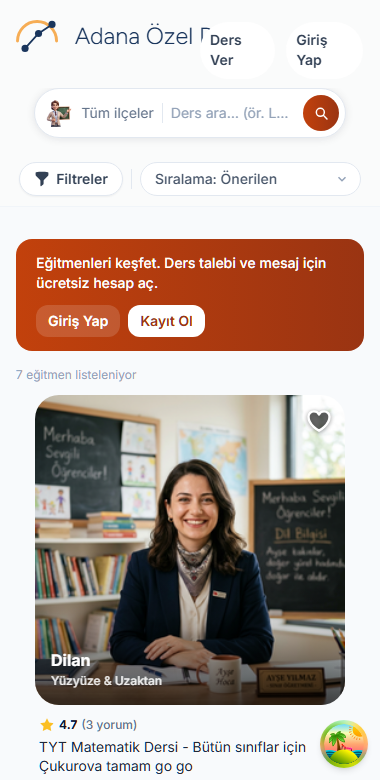 Adana Özel
Ders
Ver
Giriş
Yap
Tüm ilçeler
Ders ara... (ör. L...
Filtreler
Sıralama: Önerilen
Eğitmenleri keşfet. Ders talebi ve mesaj için
ücretsiz hesap aç.
Giriş Yap
Kayıt Ol
7 eğitmen listeleniyor
Merhaba
Sevgili
Öğrenciler!
Merhaba Sevgili
Öğrenciler!
Dil Bilgisi
Ayşe
Hoca
AYŞE YILMAZ
Dilan
Yüzyüze & Uzaktan
4.7 (3 yorum)
TYT Matematik Dersi - Bütün sınıflar için
Çukurova tamam go go